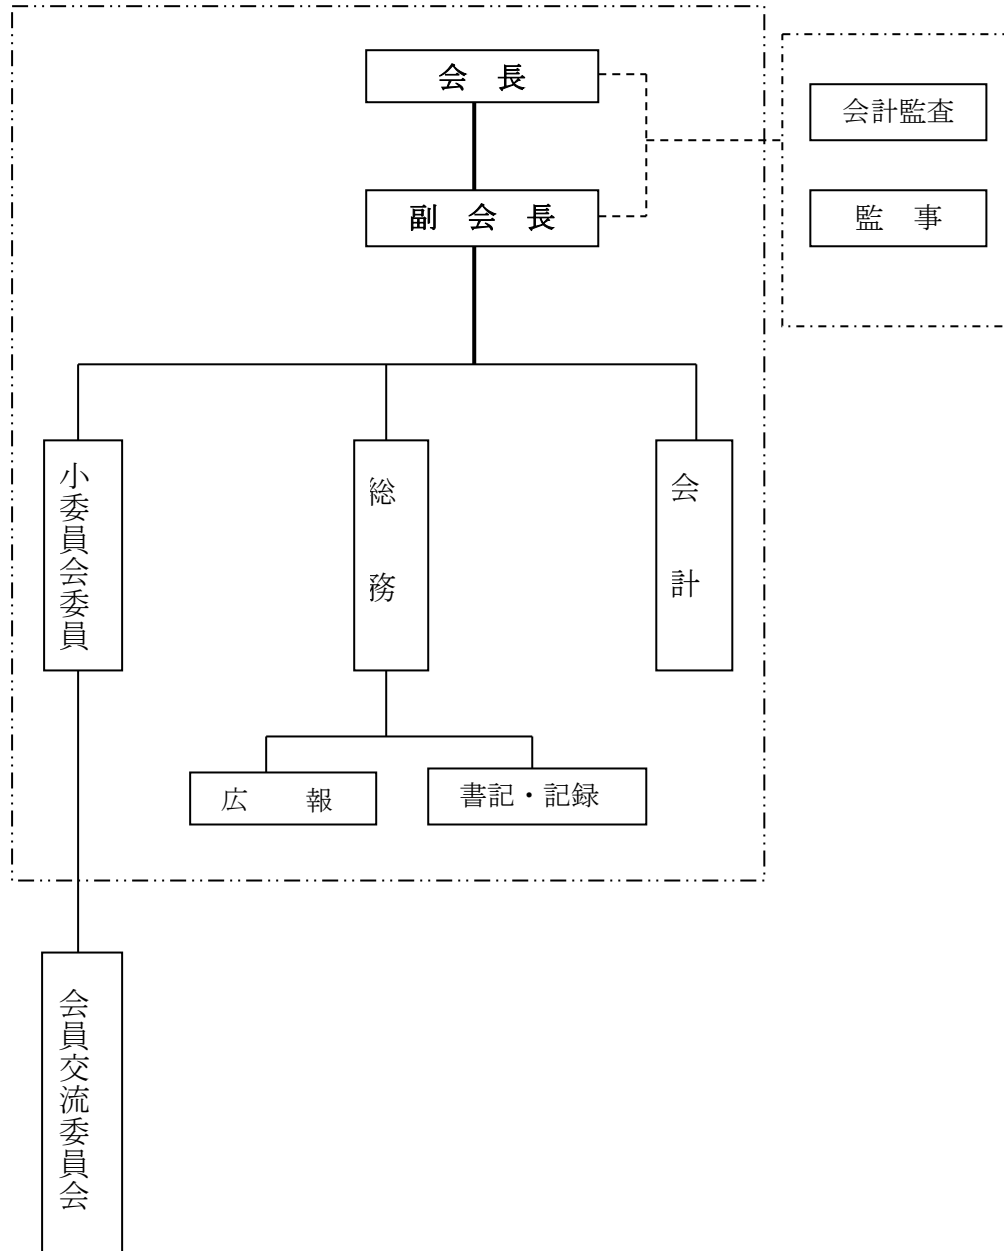 会　長
会計監査
副　会　長
監　事
小委員会委員
総　務
会　計
広　報
書記・記録
会員交流委員会